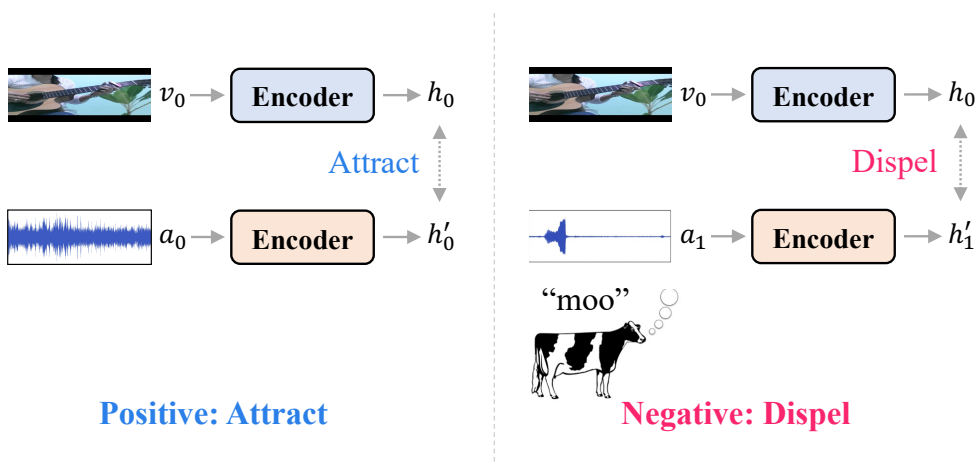 v₀ Encoder h₀
Attract
a₀ Encoder h′₀
Positive: Attract
v₀ Encoder h₀
Dispel
a₁ Encoder h′₁
“moo”
Negative: Dispel